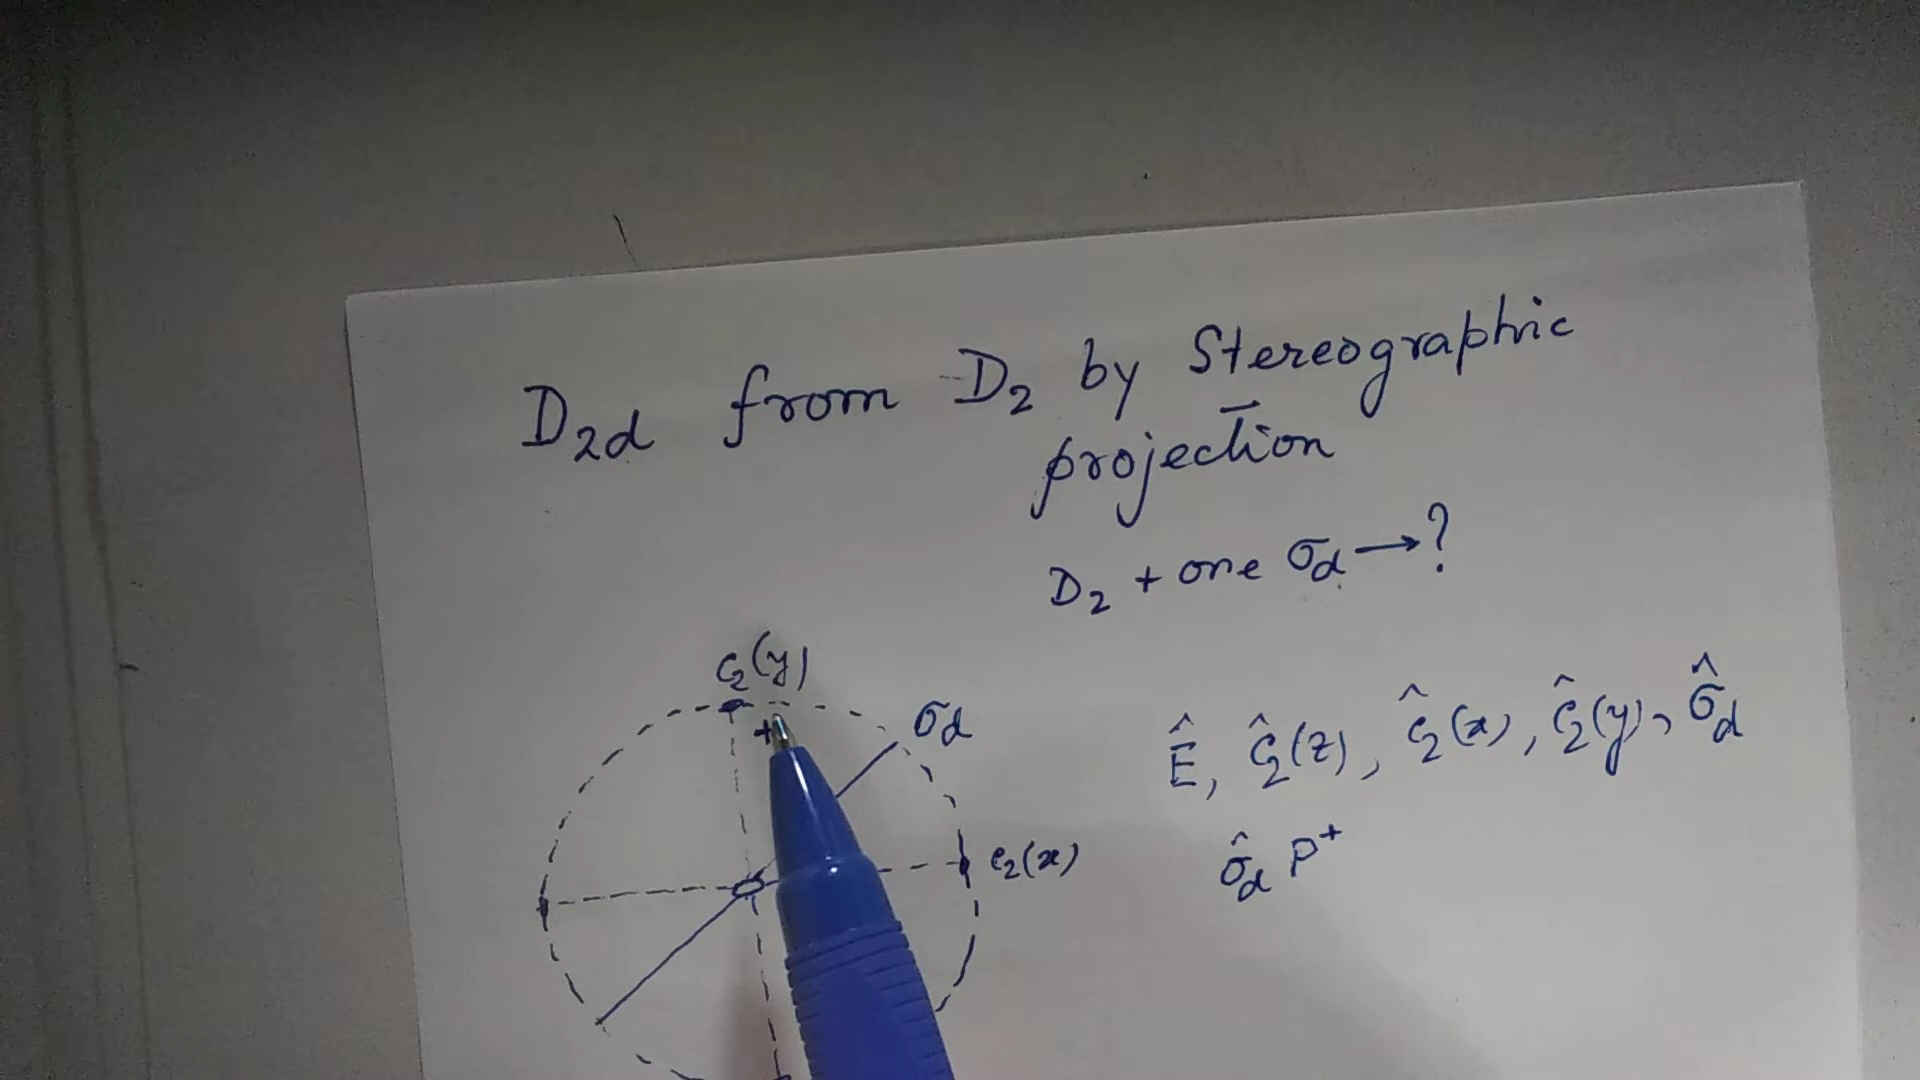 D₂d from D₂ by Stereographic
projection
D₂ + one σd → ?
C₂(y)
+
σd
Ê, Ĉ₂(z), Ĉ₂(x), Ĉ₂(y), σ̂d
C₂(x)
σ̂d P⁺